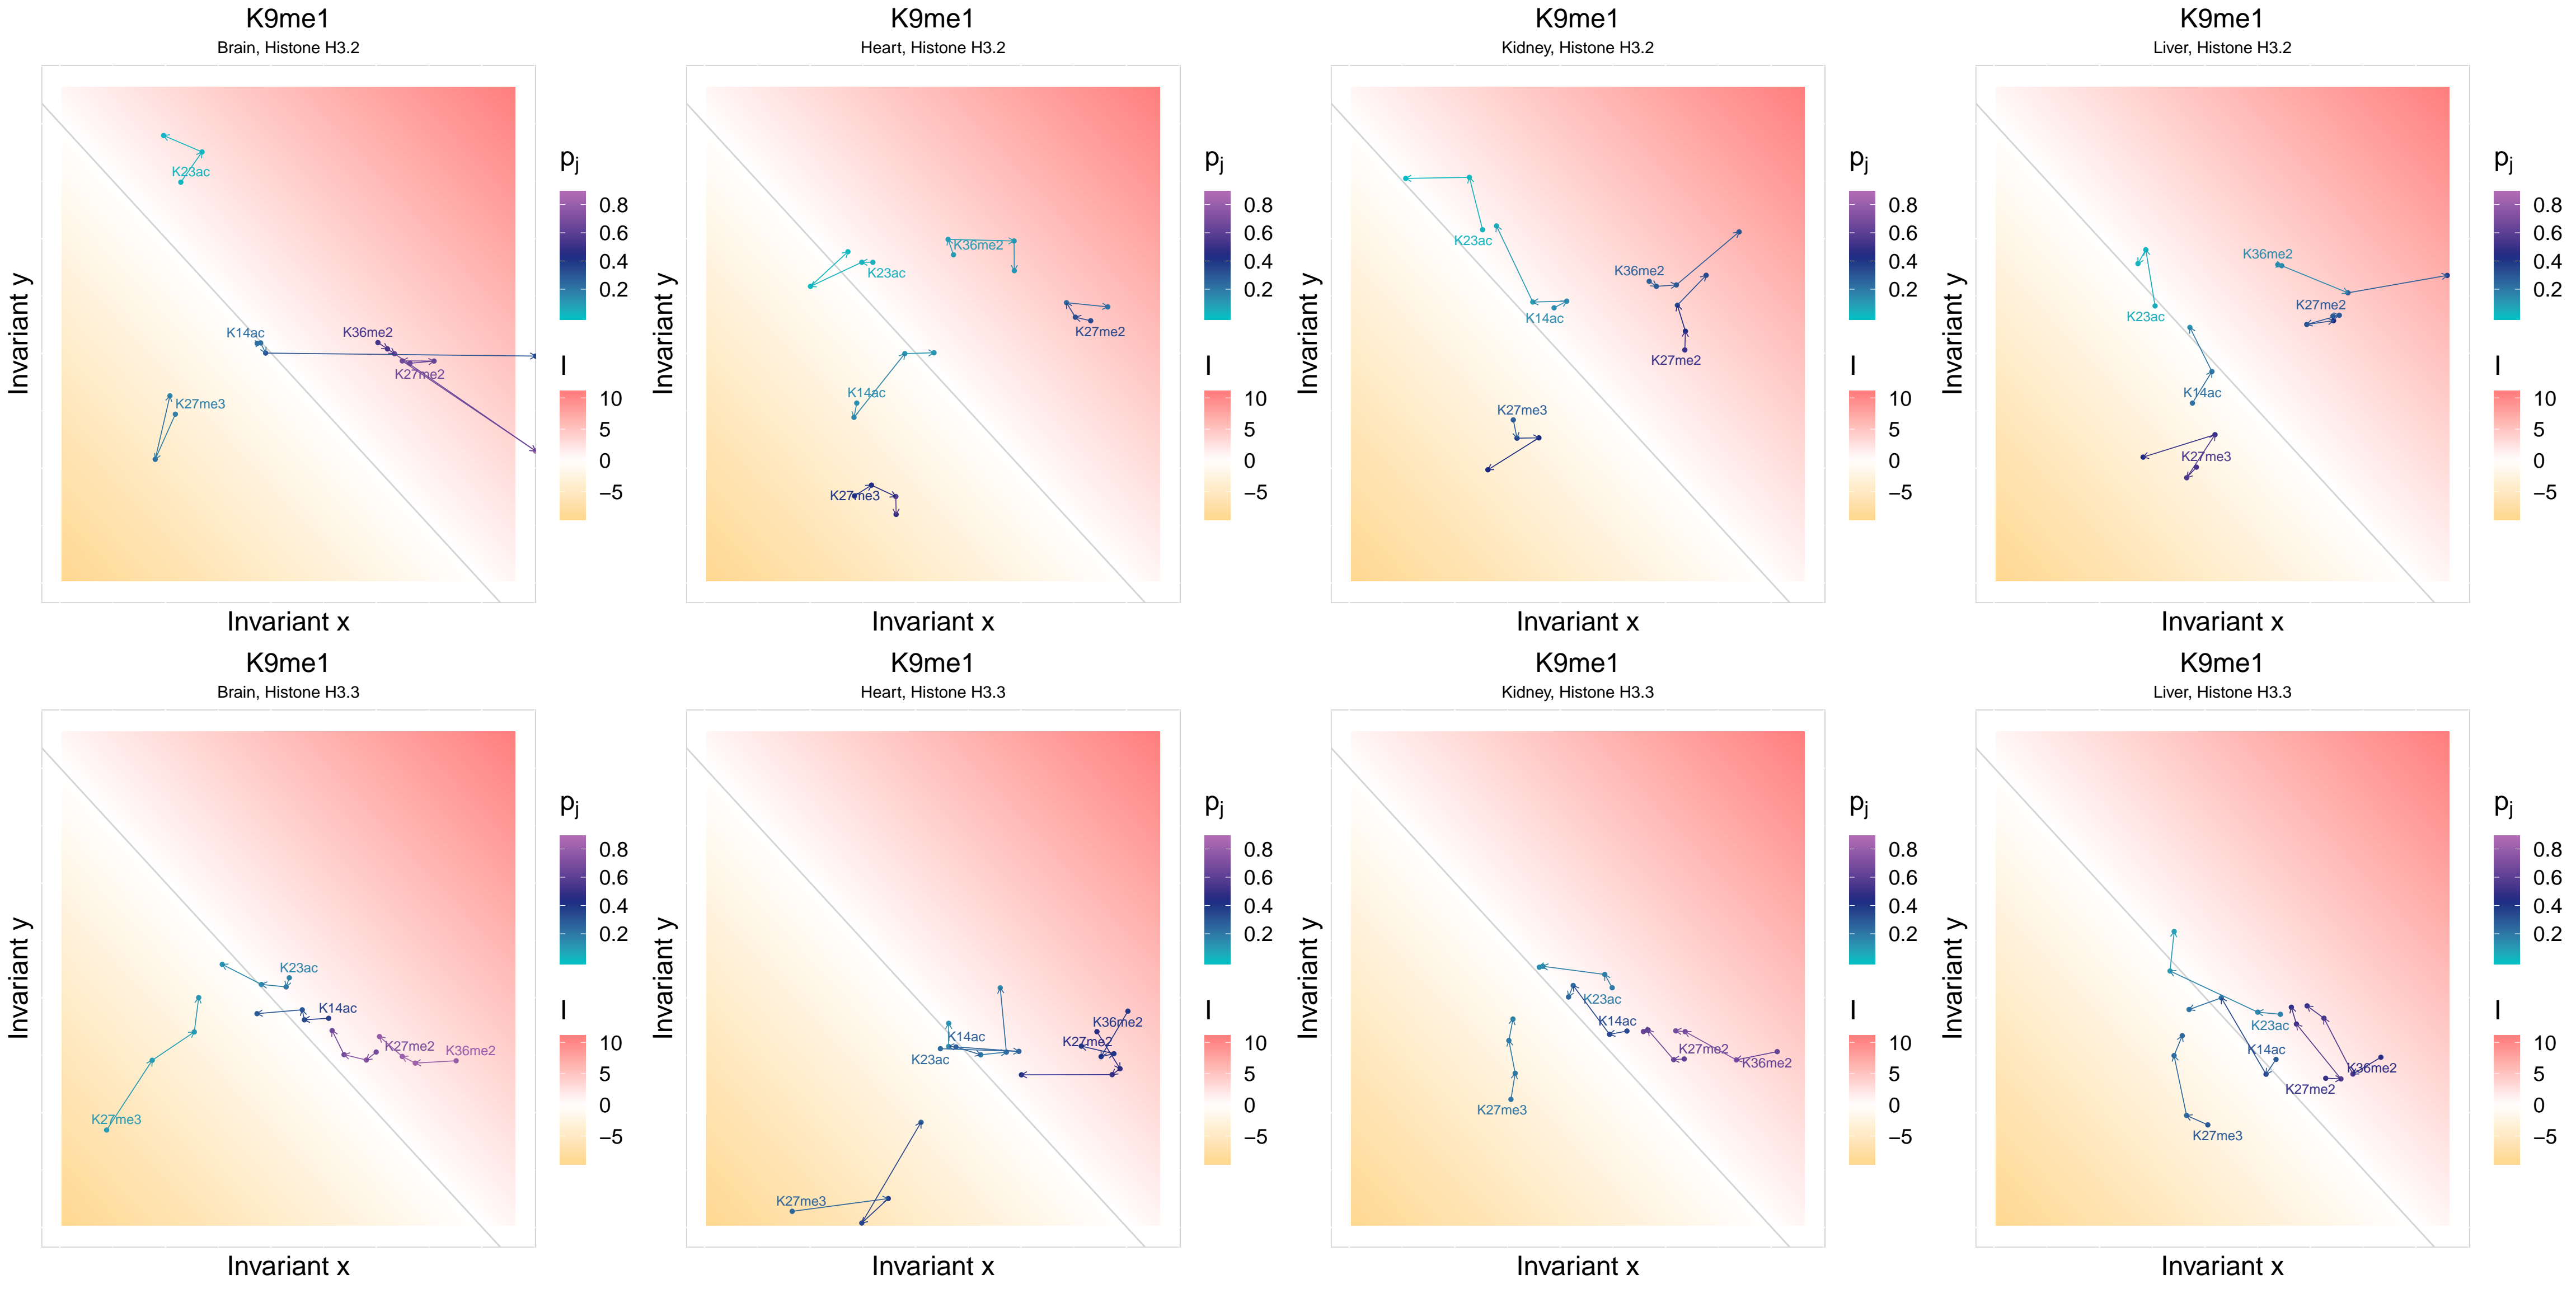 K9me1
Brain, Histone H3.2
Invariant y
K23ac
K14ac
K36me2
K27me2
K27me3
Invariant x
pj
0.8
0.6
0.4
0.2
I
10
5
0
−5
K9me1
Heart, Histone H3.2
Invariant y
K36me2
K23ac
K27me2
K14ac
K27me3
Invariant x
pj
0.8
0.6
0.4
0.2
I
10
5
0
−5
K9me1
Kidney, Histone H3.2
Invariant y
K23ac
K36me2
K14ac
K27me2
K27me3
Invariant x
pj
0.8
0.6
0.4
0.2
I
10
5
0
−5
K9me1
Liver, Histone H3.2
Invariant y
K36me2
K27me2
K23ac
K14ac
K27me3
Invariant x
pj
0.8
0.6
0.4
0.2
I
10
5
0
−5
K9me1
Brain, Histone H3.3
Invariant y
K23ac
K14ac
K27me2
K36me2
K27me3
Invariant x
pj
0.8
0.6
0.4
0.2
I
10
5
0
−5
K9me1
Heart, Histone H3.3
Invariant y
K36me2
K14ac
K27me2
K23ac
K27me3
Invariant x
pj
0.8
0.6
0.4
0.2
I
10
5
0
−5
K9me1
Kidney, Histone H3.3
Invariant y
K23ac
K14ac
K27me2
K36me2
K27me3
Invariant x
pj
0.8
0.6
0.4
0.2
I
10
5
0
−5
K9me1
Liver, Histone H3.3
Invariant y
K23ac
K14ac
K36me2
K27me2
K27me3
Invariant x
pj
0.8
0.6
0.4
0.2
I
10
5
0
−5